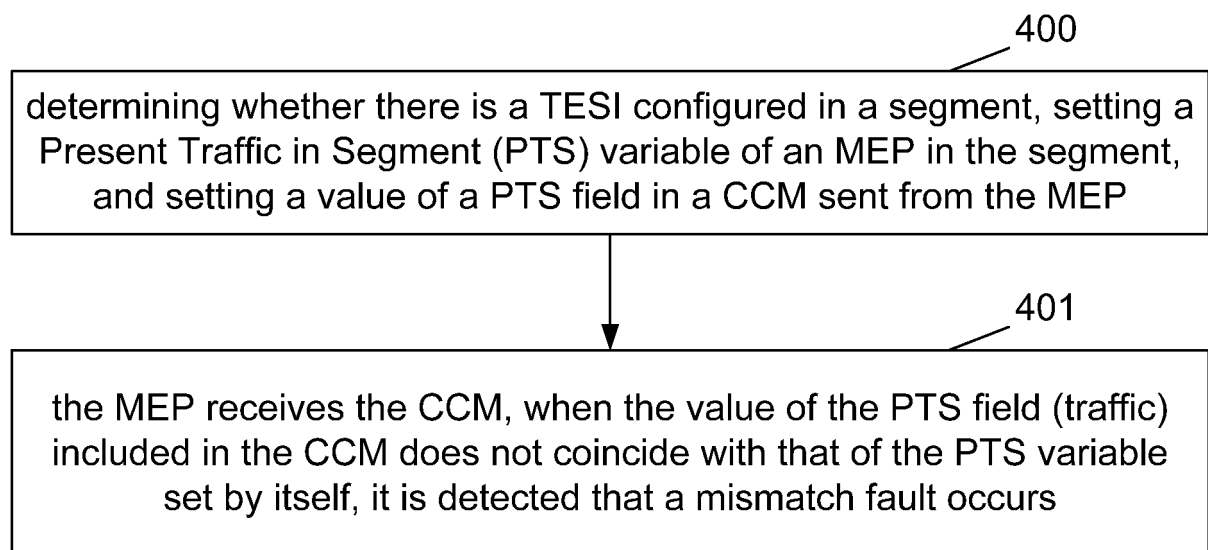 400
determining whether there is a TESI configured in a segment, setting a
Present Traffic in Segment (PTS) variable of an MEP in the segment,
and setting a value of a PTS field in a CCM sent from the MEP
401
the MEP receives the CCM, when the value of the PTS field (traffic)
included in the CCM does not coincide with that of the PTS variable
set by itself, it is detected that a mismatch fault occurs